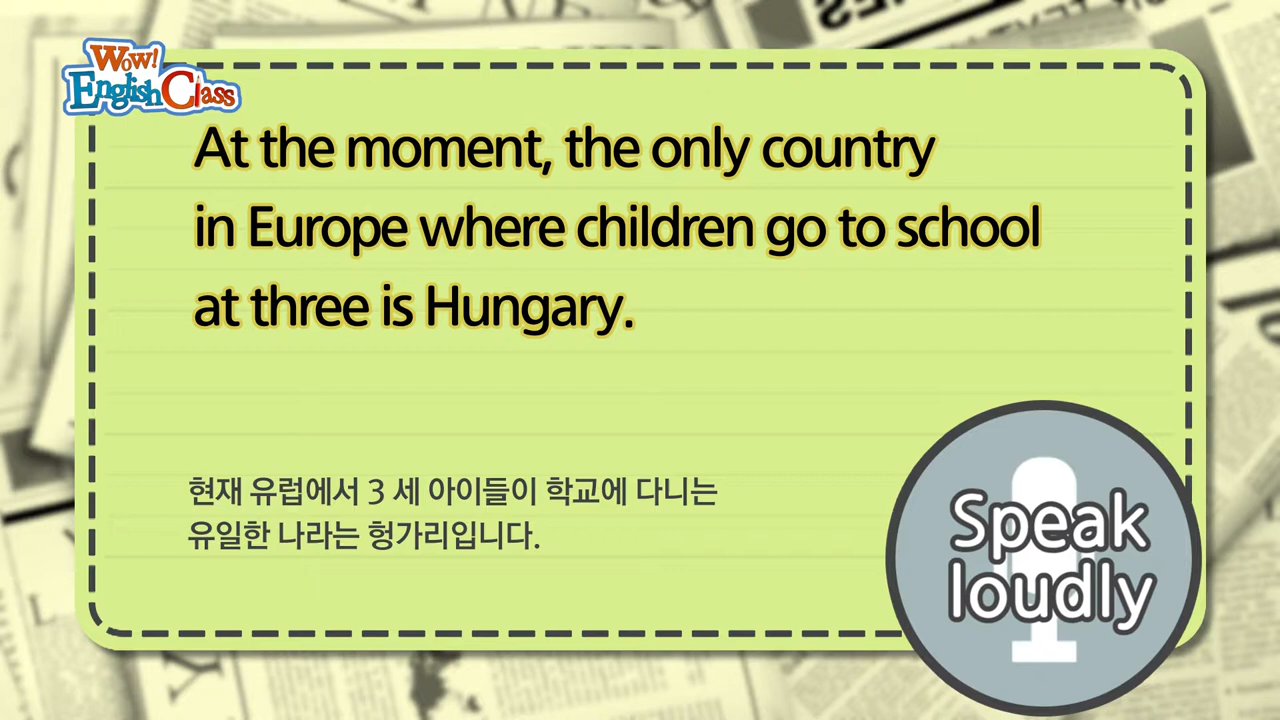 Wow!
English Class
At the moment, the only country
in Europe where children go to school
at three is Hungary.
현재 유럽에서 3 세 아이들이 학교에 다니는
유일한 나라는 헝가리입니다.
Speak
loudly